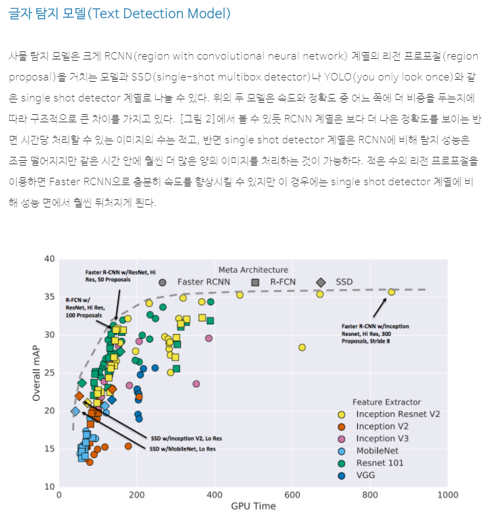 글자 탐지 모델(Text Detection Model)
사물 탐지 모델은 크게 RCNN(region with convolutional neural network) 계열의 리전 프로포절(region
proposal)을 거치는 모델과 SSD(single-shot multibox detector)나 YOLO(you only look once)와 같
은 single shot detector 계열로 나눌 수 있다. 위의 두 모델은 속도와 정확도 중 어느 쪽에 더 비중을 두는지에
따라 구조적으로 큰 차이를 가지고 있다. [그림 2]에서 볼 수 있듯 RCNN 계열은 보다 더 나은 정확도를 보이는 반
면 시간당 처리할 수 있는 이미지의 수는 적고, 반면 single shot detector 계열은 RCNN에 비해 탐지 성능은
조금 떨어지지만 같은 시간 안에 훨씬 더 많은 양의 이미지를 처리하는 것이 가능하다. 적은 수의 리전 프로포절을
이용하면 Faster RCNN으로 충분히 속도를 향상시킬 수 있지만 이 경우에는 single shot detector 계열에 비
해 성능 면에서 훨씬 뒤처지게 된다.
40
35
30
25
20
15
10
Overall mAP
Faster R-CNN w/ResNet, Hi
Res, 50 Proposals
R-FCN w/
ResNet, Hi Res,
100 Proposals
Meta Architecture
Faster RCNN
R-FCN
SSD
Faster R-CNN w/Inception
Resnet, Hi Res, 300
Proposals, Stride 8
SSD w/Inception V2, Lo Res
SSD w/MobileNet, Lo Res
Feature Extractor
Inception Resnet V2
Inception V2
Inception V3
MobileNet
Resnet 101
VGG
0
200
400
600
800
1000
GPU Time